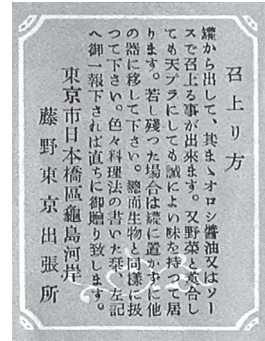 召上り方
罐から出して、其まゝオロシ醬油又はソー
スで召上る事が出來ます。又野菜と煮合し
ても天プラにしても誠によい味を持つて居
ります。若し殘つた場合は罐に置かずに他
の器に移して下さい。總而生物と同樣に扱
つて下さい。色々料理法の書いた栞、左記
へ御一報下されば直ちに御贈り致します。
東京市日本橋區龜島河岸
藤野東京出張所